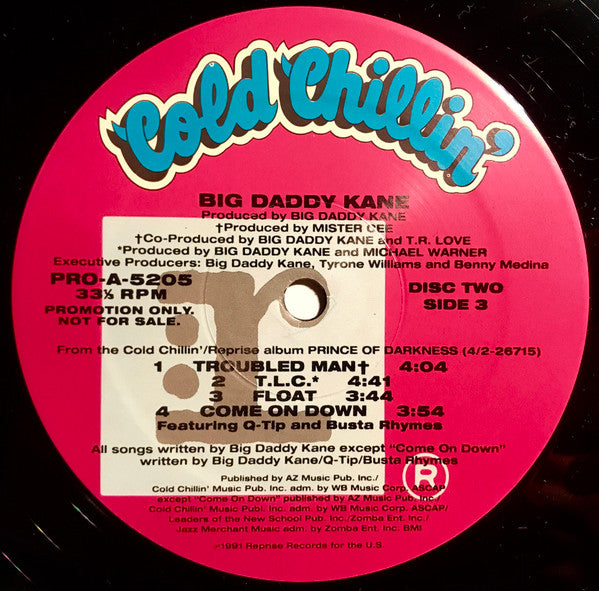 Cold Chillin'
BIG DADDY KANE
Produced by BIG DADDY KANE
†Produced by MISTER CEE
†Co-Produced by BIG DADDY KANE and T.R. LOVE
*Produced by BIG DADDY KANE and MICHAEL WARNER
Executive Producers: Big Daddy Kane, Tyrone Williams and Benny Medina
PRO-A-5205
33⅓ RPM
PROMOTION ONLY.
NOT FOR SALE.
DISC TWO
SIDE 3
r
From the Cold Chillin'/Reprise album PRINCE OF DARKNESS (4/2-26715)
1 TROUBLED MAN† 4:04
2 T.L.C.* 4:41
3 FLOAT 3:44
4 COME ON DOWN 3:54
Featuring Q-Tip and Busta Rhymes
All songs written by Big Daddy Kane except "Come On Down"
written by Big Daddy Kane/Q-Tip/Busta Rhymes
R
Published by AZ Music Pub. Inc./
Cold Chillin' Music Pub. Inc. adm. by WB Music Corp. ASCAP/
except "Come On Down" published by AZ Music Pub. Inc./
Cold Chillin' Music Publ. Inc. adm. by WB Music Corp. ASCAP/
Leaders of the New School Pub. Inc./Zomba Ent. Inc./
Jazz Merchant Music adm. by Zomba Ent. Inc. BMI
℗1991 Reprise Records for the U.S.